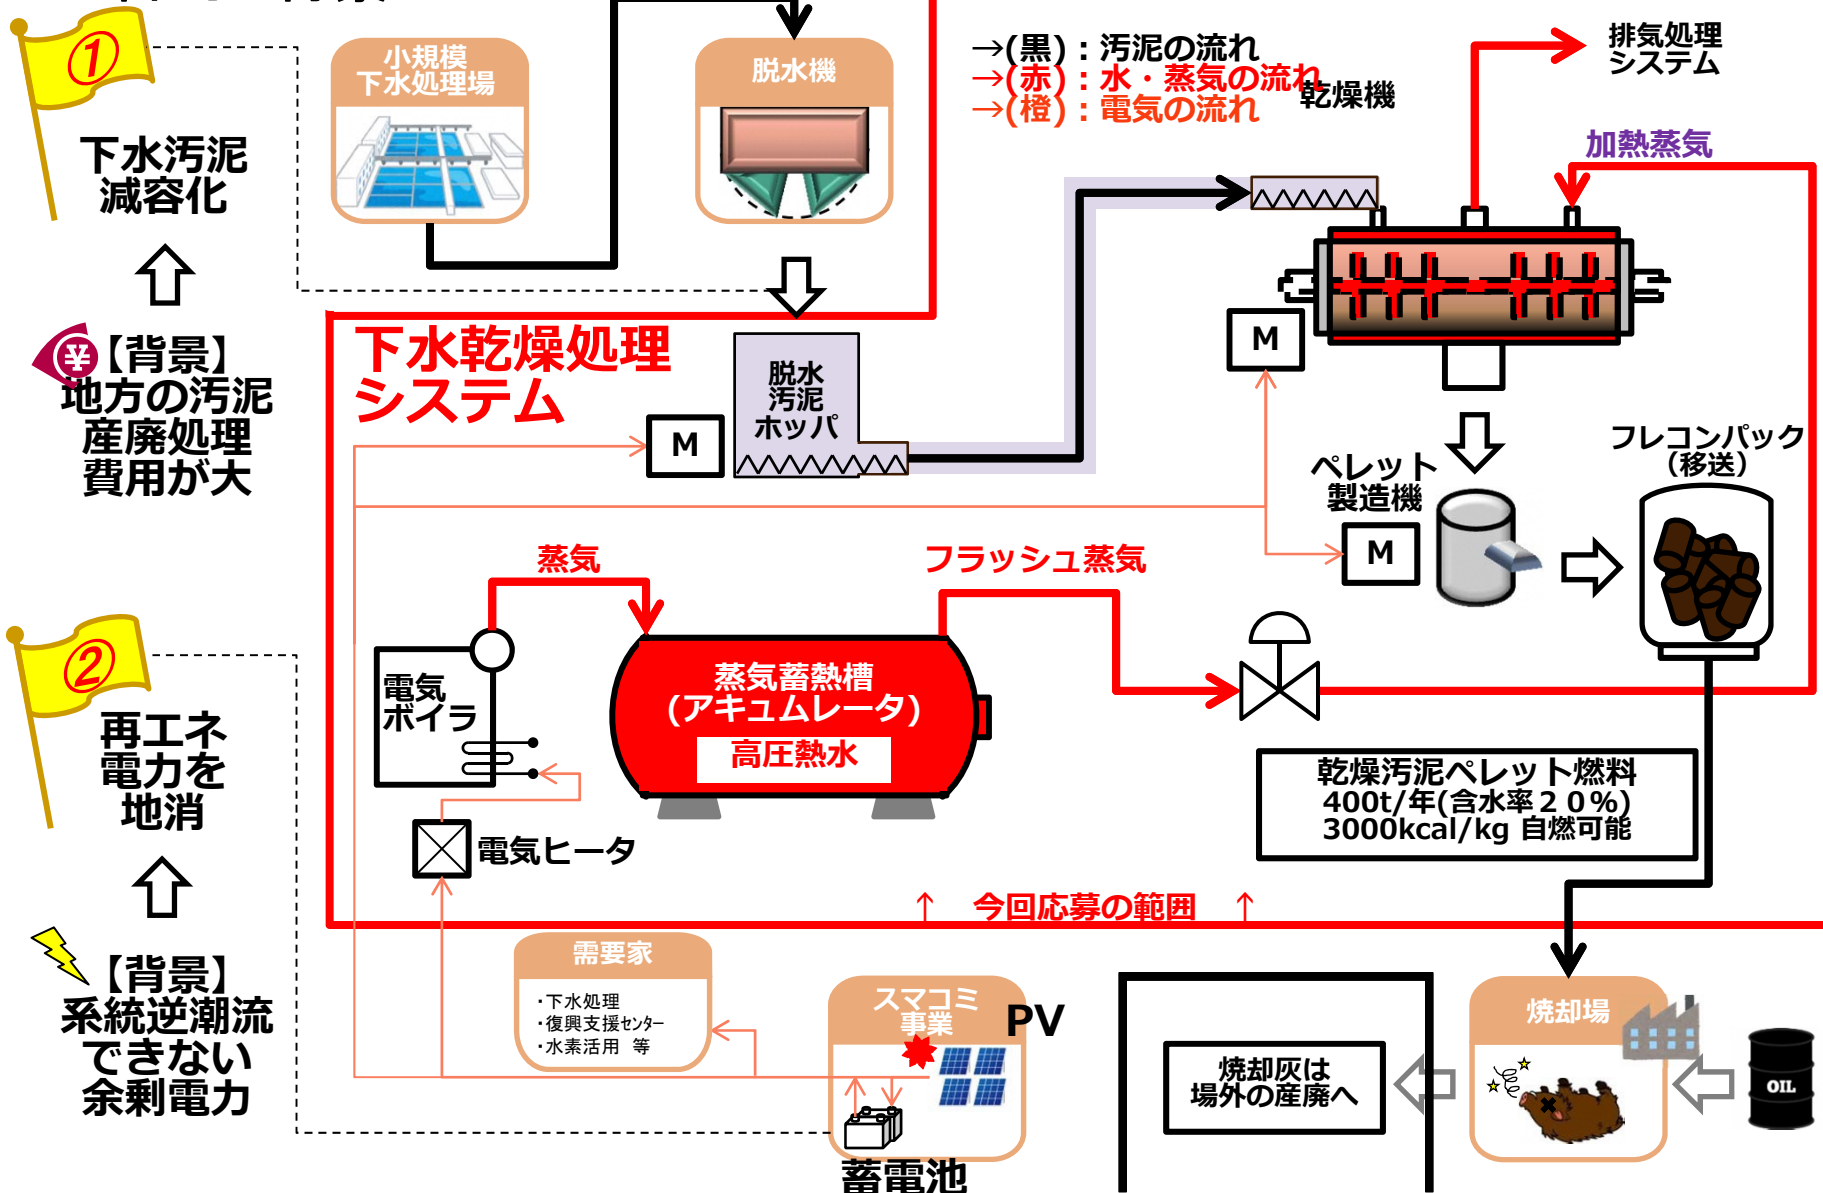 ①
下水汚泥
減容化
¥
【背景】
地方の汚泥
産廃処理
費用が大
②
再エネ
電力を
地消
【背景】
系統逆潮流
できない
余剰電力
小規模
下水処理場
脱水機
→(黒)：汚泥の流れ
→(赤)：水・蒸気の流れ
→(橙)：電気の流れ
乾燥機
排気処理
システム
加熱蒸気
下水乾燥処理
システム
脱水
汚泥
ホッパ
M
M
M
ペレット
製造機
フレコンパック
（移送）
蒸気
フラッシュ蒸気
電気
ボイラ
蒸気蓄熱槽
(アキュムレータ)
高圧熱水
電気ヒータ
乾燥汚泥ペレット燃料
400t/年(含水率２０%)
3000kcal/kg 自燃可能
↑ 今回応募の範囲 ↑
需要家
・下水処理
・復興支援センター
・水素活用 等
スマコミ
事業
PV
蓄電池
焼却灰は
場外の産廃へ
焼却場
OIL